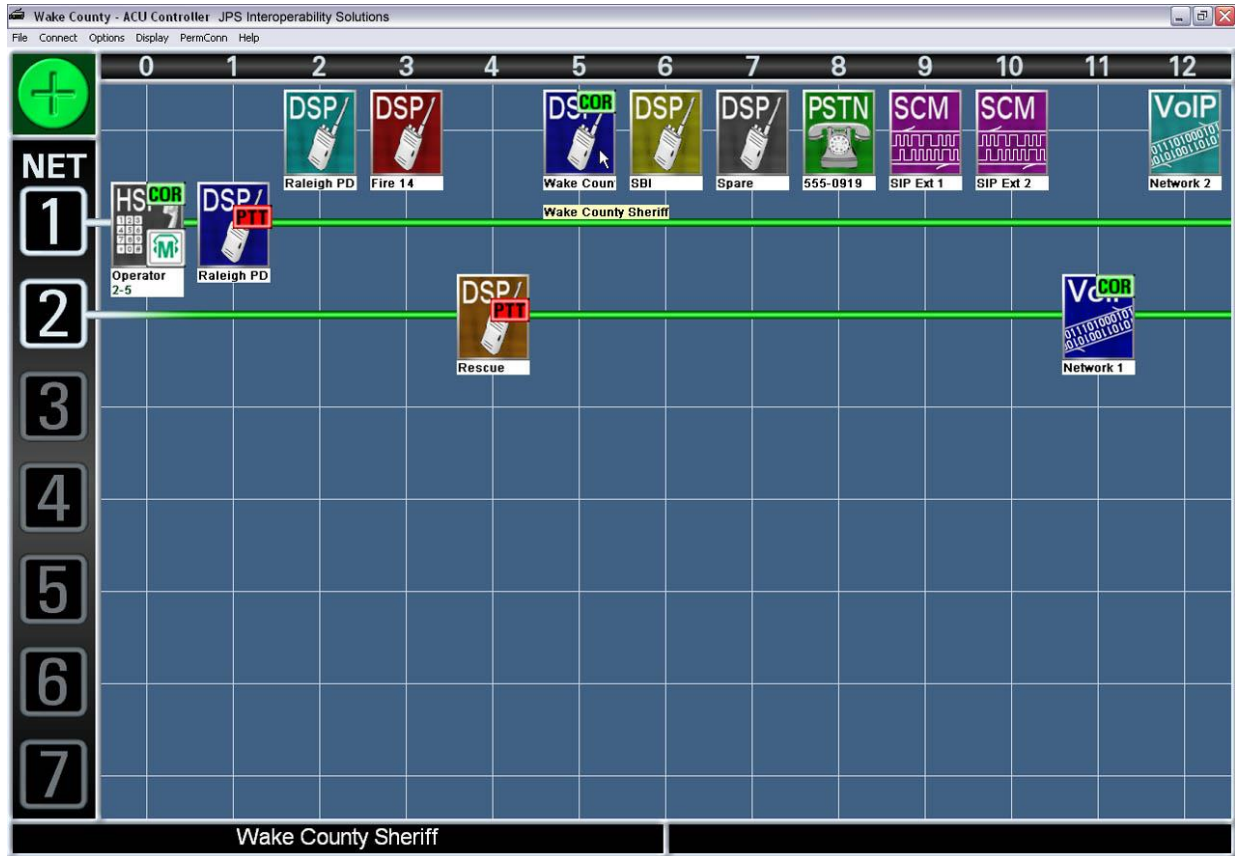 Wake County - ACU Controller JPS Interoperability Solutions
File Connect Options Display PermConn Help
0 1 2 3 4 5 6 7 8 9 10 11 12
DSP/ DSP/ DSP/ DSP/ PSTN SCM SCM VoIP
COR
Raleigh PD Fire 14 Wake Coun SBI Spare 555-0919 SIP Ext 1 SIP Ext 2 Network 2
NET
1
COR DSP/
PTT
Wake County Sheriff
M
Operator Raleigh PD
2-5
2
DSP/ COR
PTT
Rescue Network 1
3
4
5
6
7
Wake County Sheriff